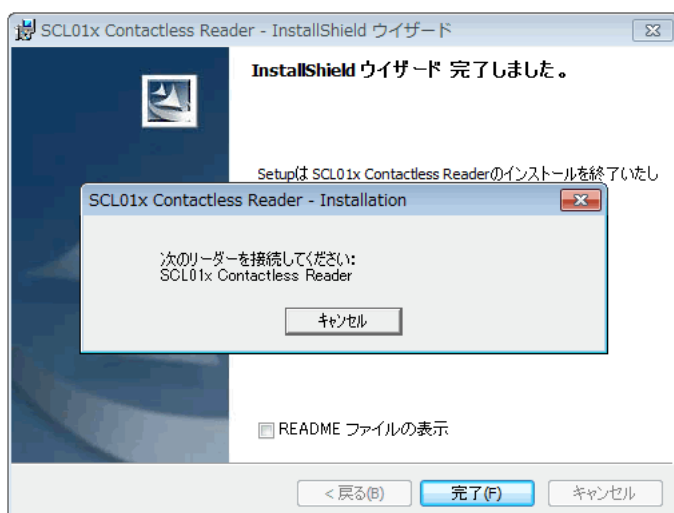 SCL01x Contactless Reader - InstallShield ウィザード
InstallShield ウィザード 完了しました。
Setupは SCL01x Contactless Readerのインストールを終了いたし
SCL01x Contactless Reader - Installation
次のリーダーを接続してください:
SCL01x Contactless Reader
キャンセル
README ファイルの表示
< 戻る(B)
完了(F)
キャンセル